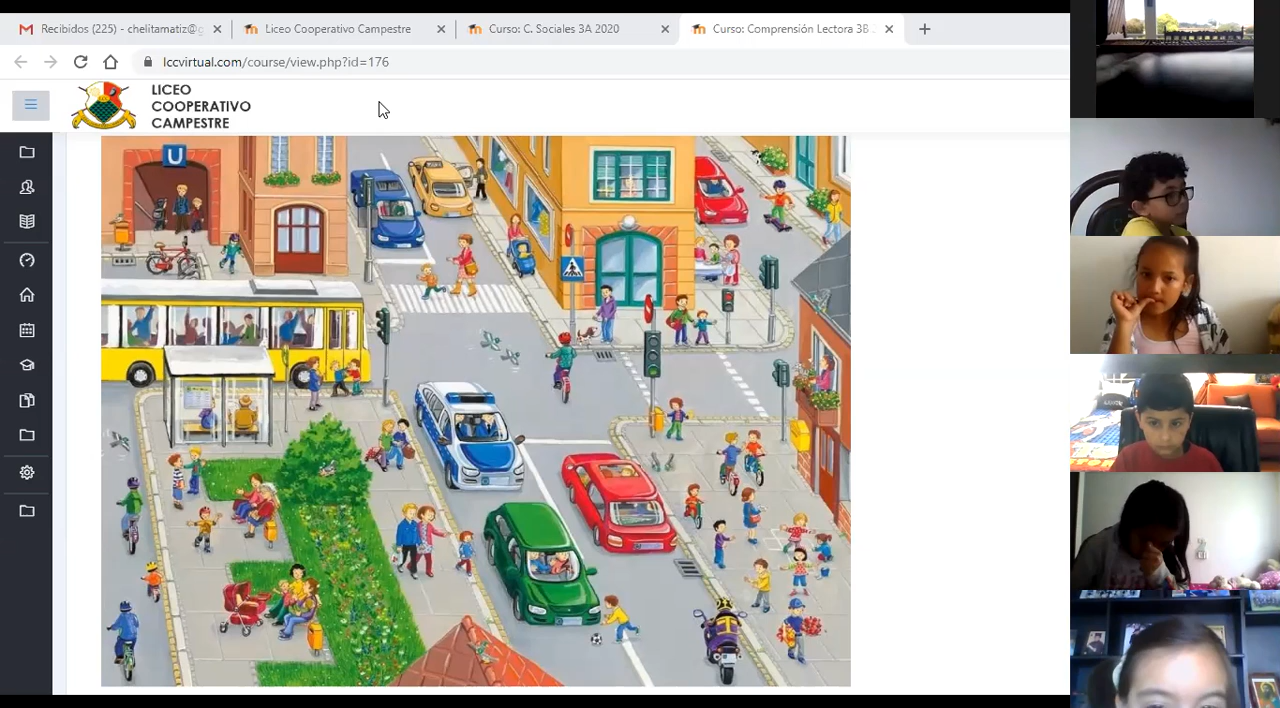 Recibidos (225) - chelitamatiz@g
Liceo Cooperativo Campestre
Curso: C. Sociales 3A 2020
Curso: Comprensión Lectora 3B
lccvirtual.com/course/view.php?id=176
LICEO
COOPERATIVO
CAMPESTRE
U